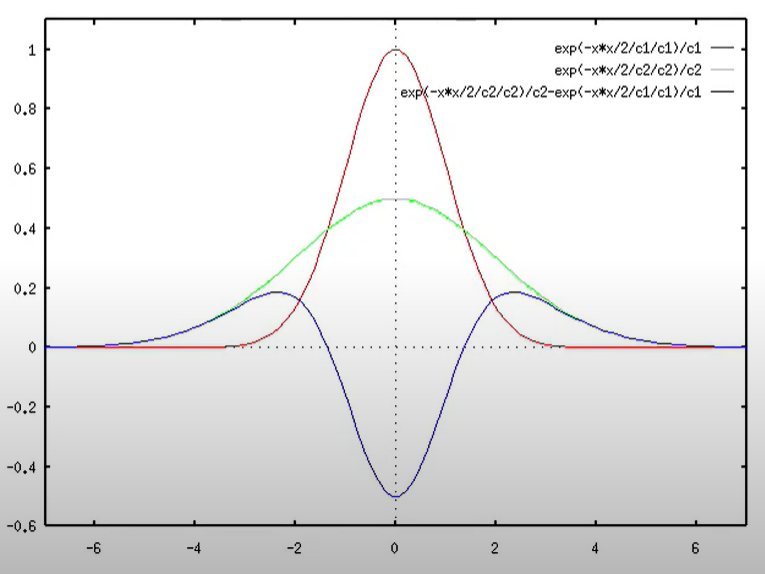 exp(-x*x/2/c1/c1)/c1
exp(-x*x/2/c2/c2)/c2
exp(-x*x/2/c2/c2)/c2-exp(-x*x/2/c1/c1)/c1
1
0.8
0.6
0.4
0.2
0
-0.2
-0.4
-0.6
-6 -4 -2 0 2 4 6